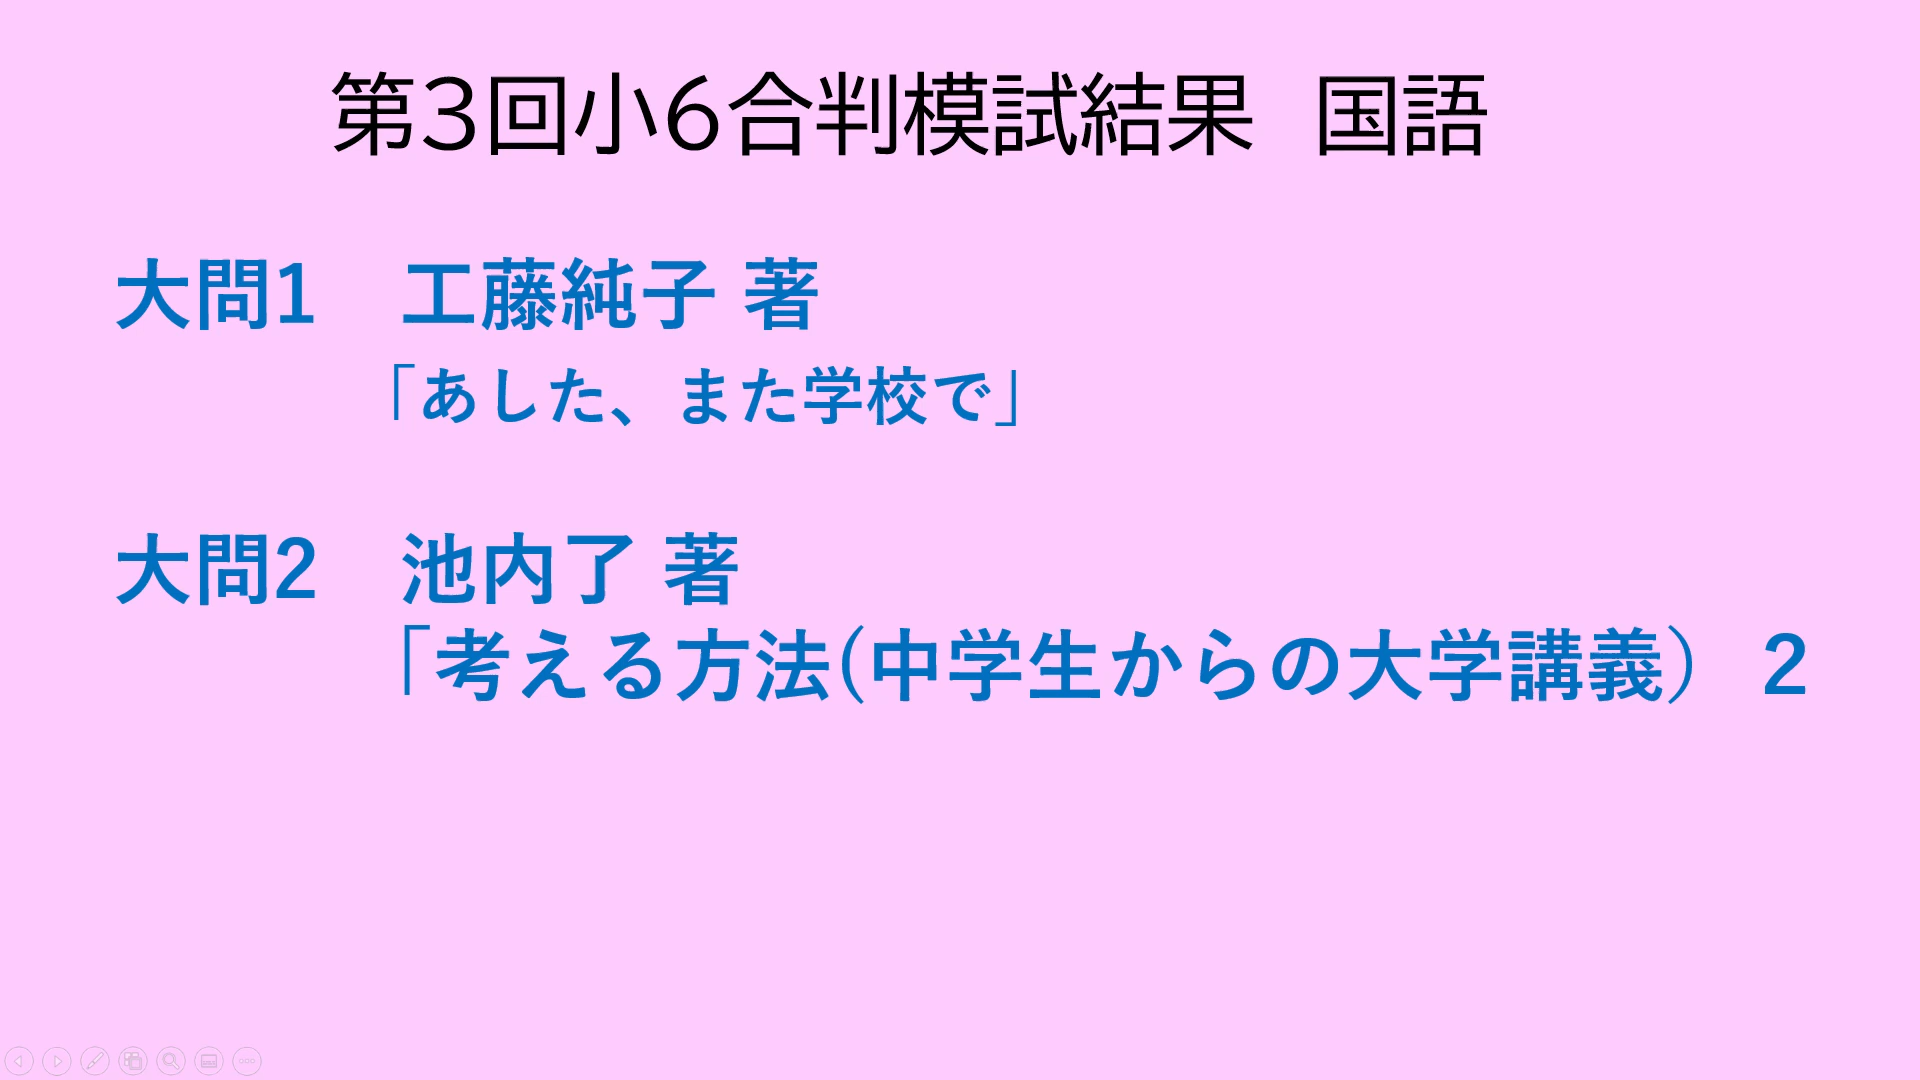 第3回小6合判模試結果　国語
大問1　工藤純子 著
「あした、また学校で」
大問2　池内了 著
「考える方法(中学生からの大学講義）　2